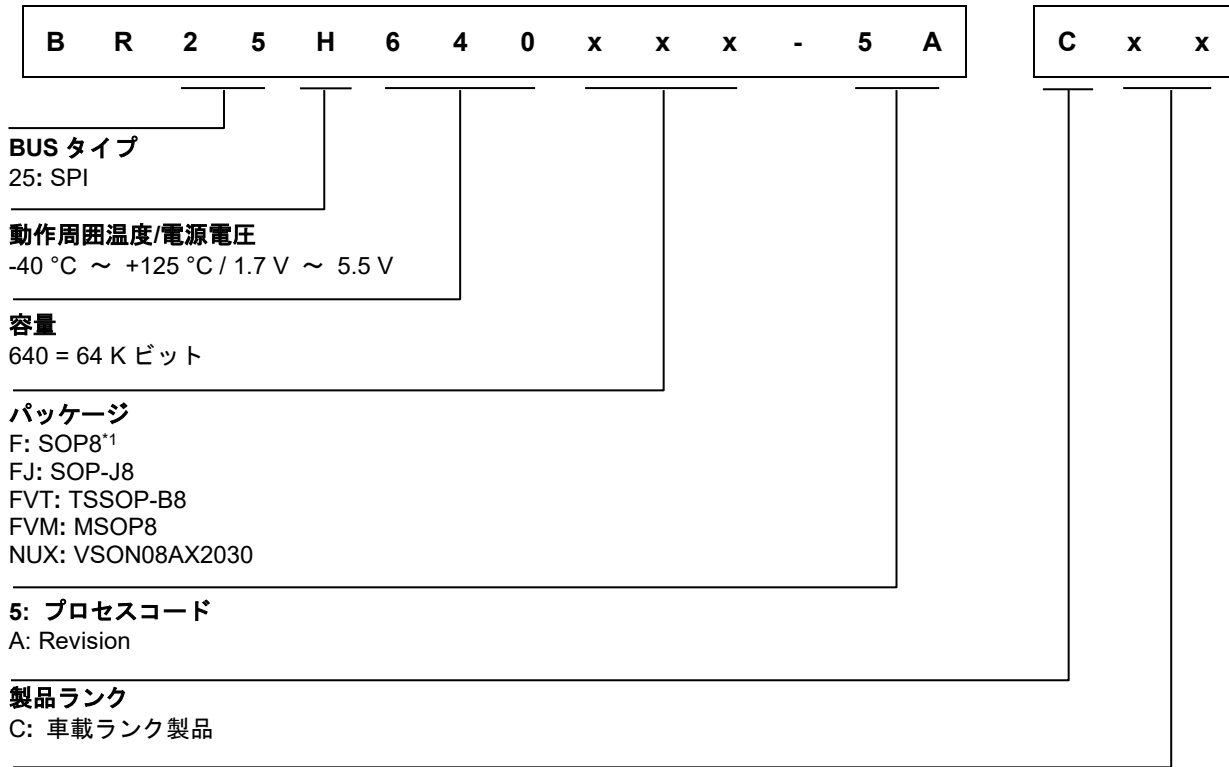 B R 2 5 H 6 4 0 x x x - 5 A C x x
BUS タイプ
25: SPI
動作周囲温度/電源電圧
-40 °C ～ +125 °C / 1.7 V ～ 5.5 V
容量
640 = 64 K ビット
パッケージ
F: SOP8*1
FJ: SOP-J8
FVT: TSSOP-B8
FVM: MSOP8
NUX: VSON08AX2030
5: プロセスコード
A: Revision
製品ランク
C: 車載ランク製品